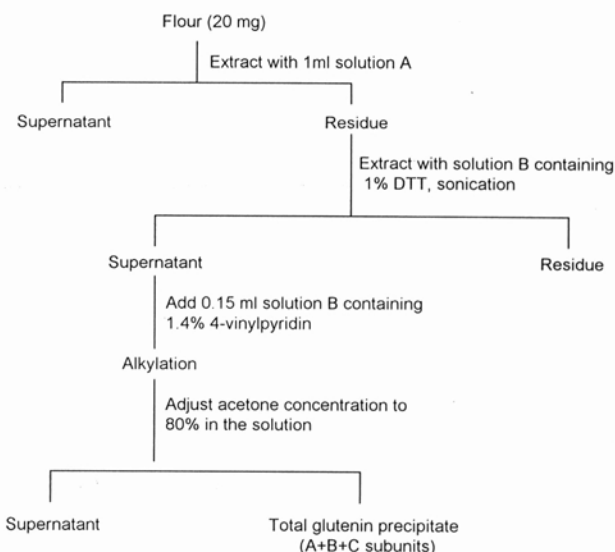 Flour (20 mg)
Extract with 1ml solution A
Supernatant
Residue
Extract with solution B containing
1% DTT, sonication
Supernatant
Residue
Add 0.15 ml solution B containing
1.4% 4-vinylpyridin
Alkylation
Adjust acetone concentration to
80% in the solution
Supernatant
Total glutenin precipitate
(A+B+C subunits)